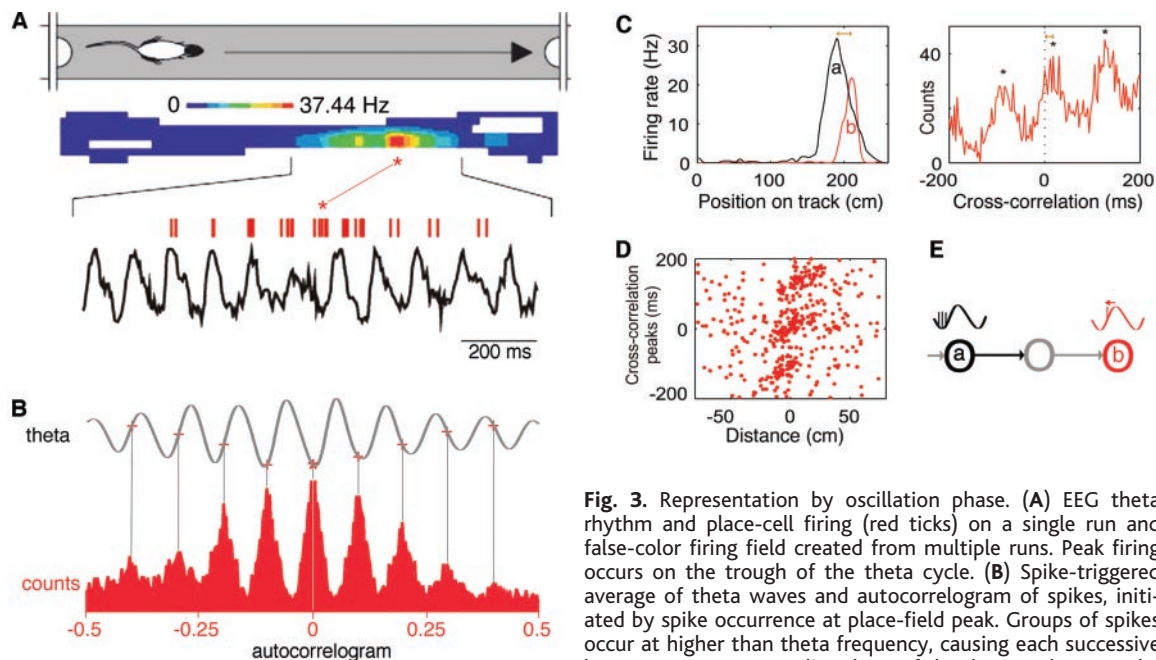 A
0 37.44 Hz
*
*
200 ms
B
theta
counts
-0.5 -0.25 0 0.25 0.5
autocorrelogram
C
30
20
10
0
Firing rate (Hz)
a
b
0 100 200
Position on track (cm)
40
0
Counts
* * *
-200 0 200
Cross-correlation (ms)
D
200
0
-200
Cross-correlation
peaks (ms)
-50 0 50
Distance (cm)
E
a b
Fig. 3. Representation by oscillation phase. (A) EEG theta
rhythm and place-cell firing (red ticks) on a single run and
false-color firing field created from multiple runs. Peak firing
occurs on the trough of the theta cycle. (B) Spike-triggered
average of theta waves and autocorrelogram of spikes, initi-
ated by spike occurrence at place-field peak. Groups of spikes
occur at higher than theta frequency, causing each successive